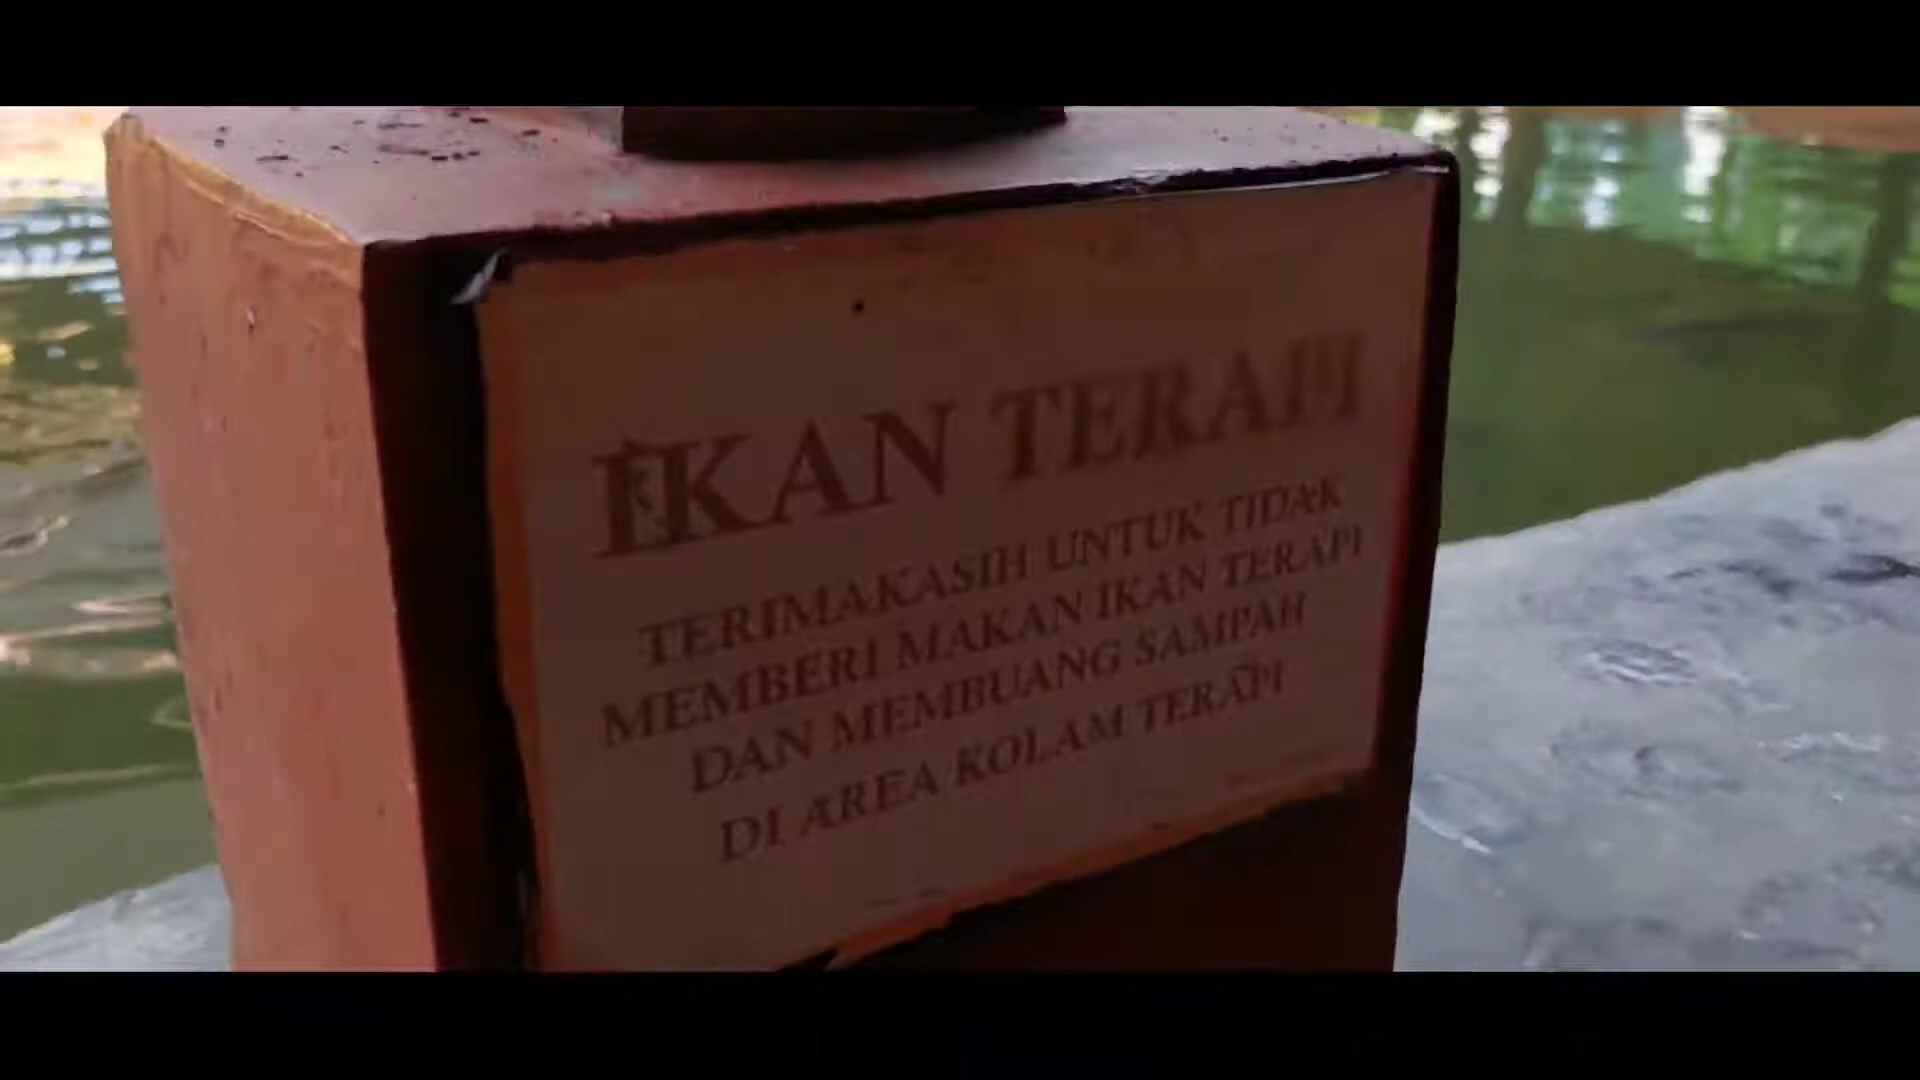 IKAN TERAPI
TERIMAKASIH UNTUK TIDAK
MEMBERI MAKAN IKAN TERAPI
DAN MEMBUANG SAMPAH
DI AREA KOLAM TERAPI